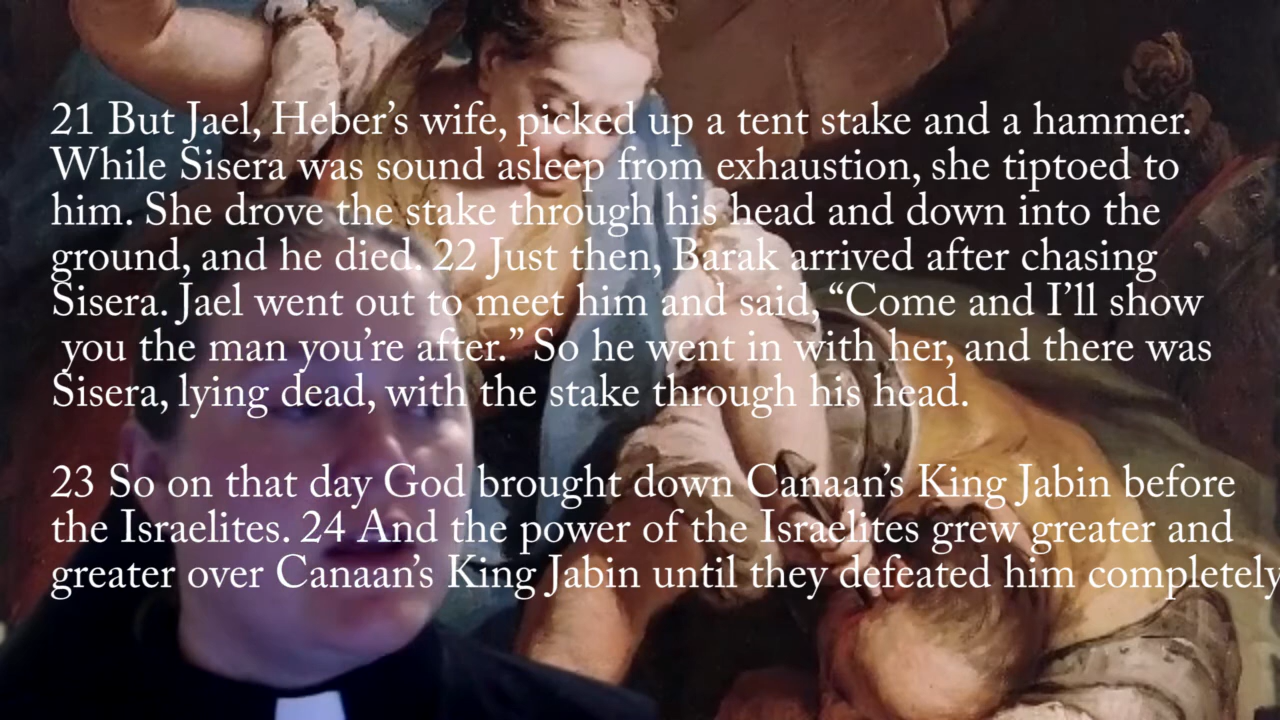 21 But Jael, Heber’s wife, picked up a tent stake and a hammer.
While Sisera was sound asleep from exhaustion, she tiptoed to
him. She drove the stake through his head and down into the
ground, and he died. 22 Just then, Barak arrived after chasing
Sisera. Jael went out to meet him and said, “Come and I’ll show
you the man you’re after.” So he went in with her, and there was
Sisera, lying dead, with the stake through his head.
23 So on that day God brought down Canaan’s King Jabin before
the Israelites. 24 And the power of the Israelites grew greater and
greater over Canaan’s King Jabin until they defeated him completely